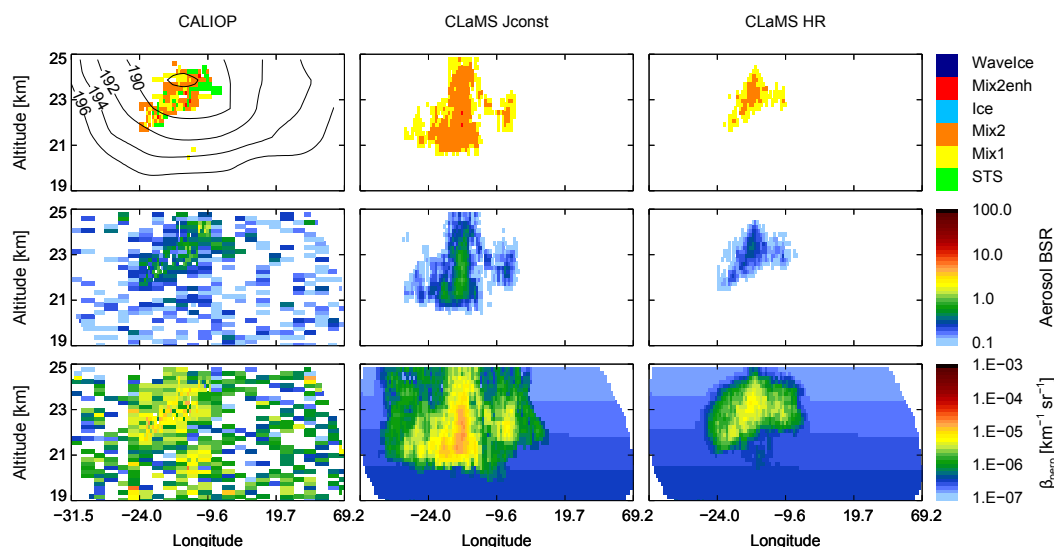 CALIOP CLaMS Jconst CLaMS HR
Altitude [km] 25 23 21 19
-196 -194 -192 -190
WaveIce
Mix2enh
Ice
Mix2
Mix1
STS
Altitude [km] 25 23 21 19
100.0
10.0
1.0
0.1
Aerosol BSR
Altitude [km] 25 23 21 19
1.E−03
1.E−04
1.E−05
1.E−06
1.E−07
βperp [km−1 sr−1]
−31.5 −24.0 −9.6 19.7 69.2 −24.0 −9.6 19.7 69.2 −24.0 −9.6 19.7 69.2
Longitude Longitude Longitude